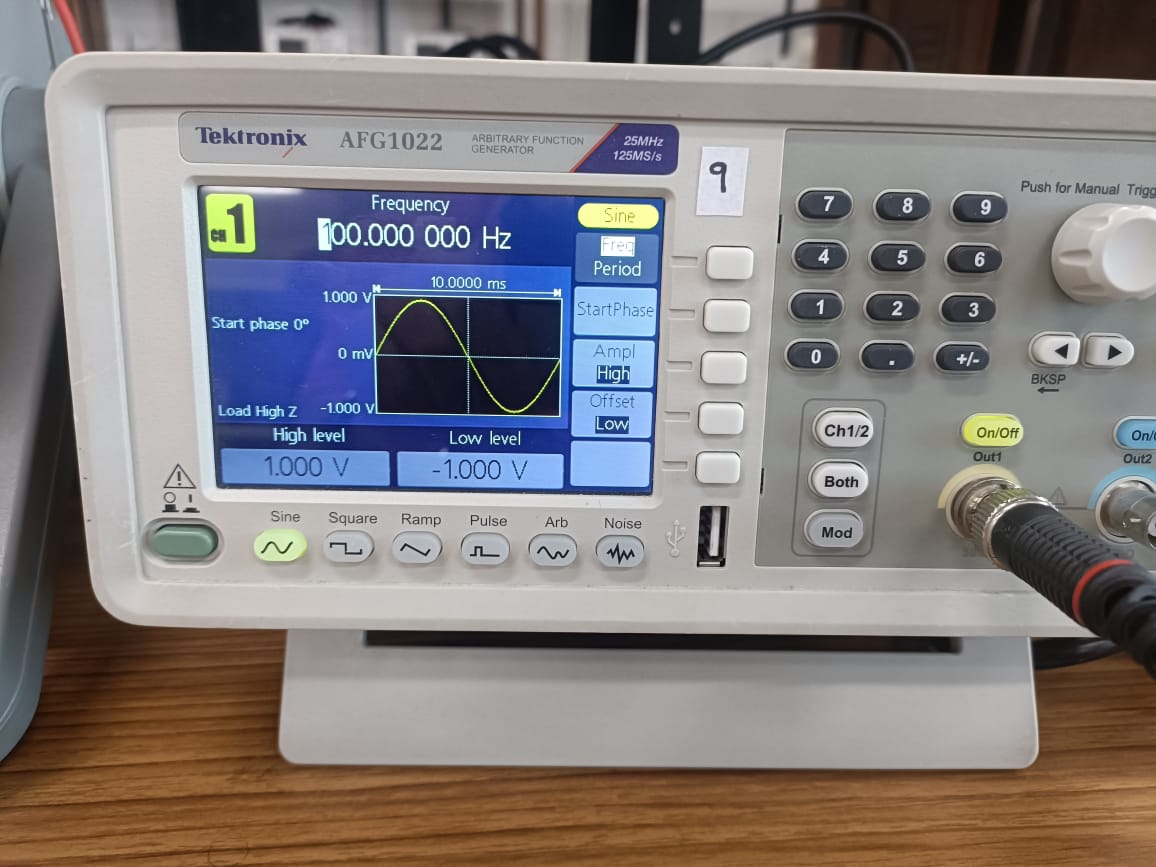 Tektronix AFG1022 ARBITRARY FUNCTION
GENERATOR
25MHz
125MS/s
9
CH1
Frequency
100.000 000 Hz
Sine
Freq
Period
StartPhase
Ampl
High
Offset
Low
10.0000 ms
1.000 V
Start phase 0°
0 mV
Load High Z
-1.000 V
High level
Low level
1.000 V
-1.000 V
Sine
Square
Ramp
Pulse
Arb
Noise
7 8 9
4 5 6
1 2 3
0 . +/-
Push for Manual
BKSP
Ch1/2
Both
Mod
On/Off
Out1
Out2